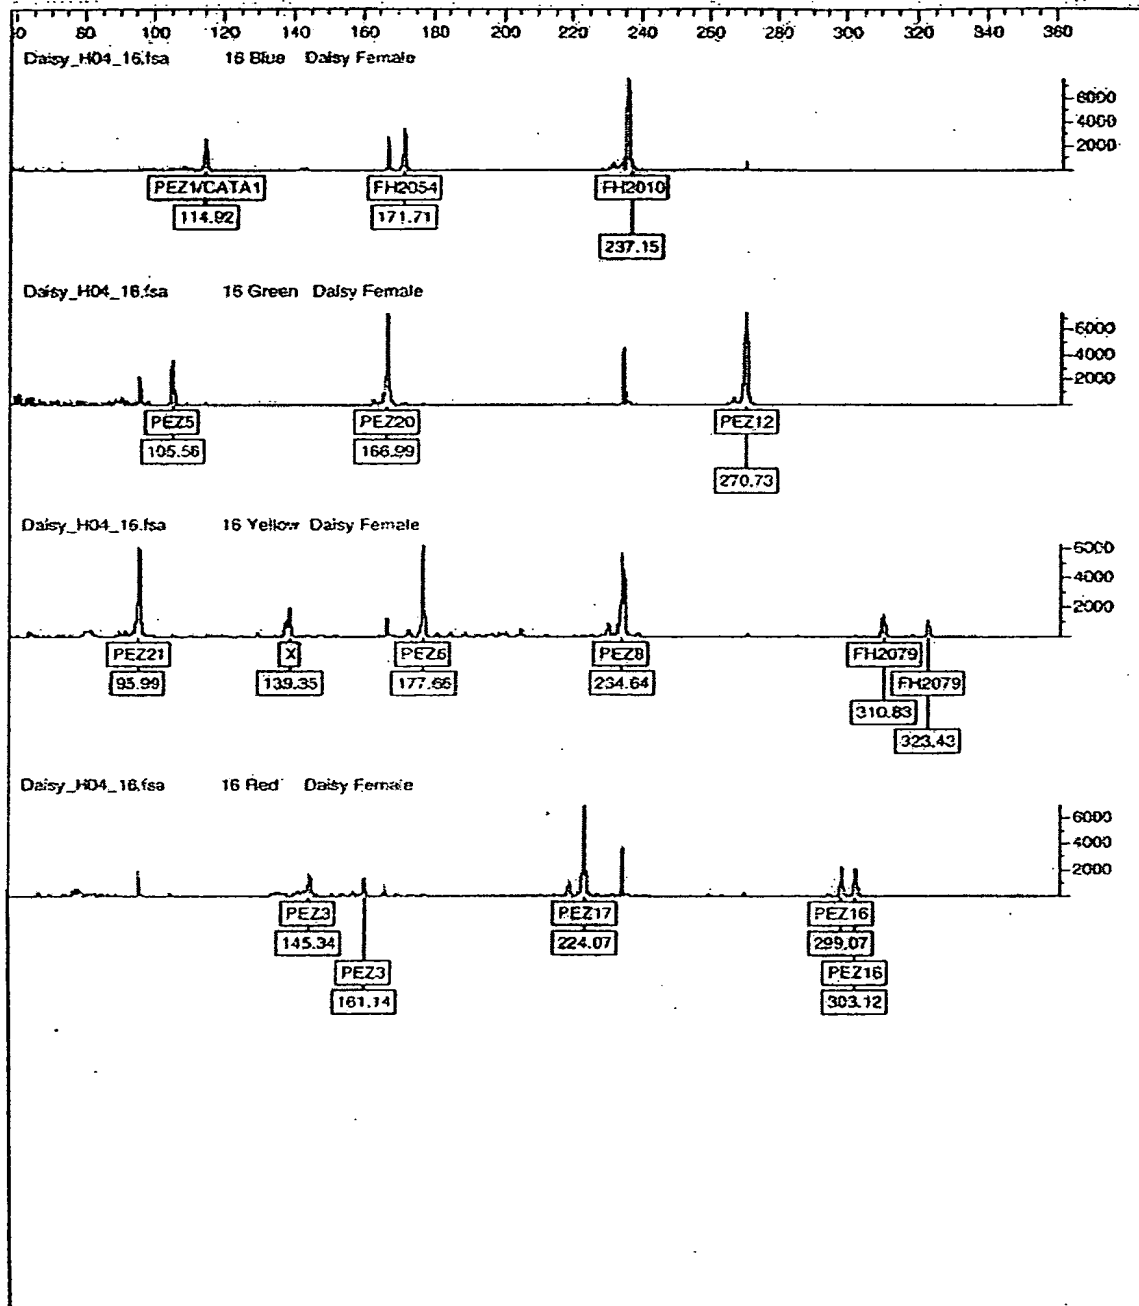 60 80 100 120 140 160 180 200 220 240 260 280 300 320 340 360
Daisy_H04_16.fsa 16 Blue Daisy Female
6000
4000
2000
PEZ1/CATA1 FH2054 FH2010
114.92 171.71
237.15
Daisy_H04_16.fsa 16 Green Daisy Female
6000
4000
2000
PEZ5 PEZ20 PEZ12
105.56 166.99
270.73
Daisy_H04_16.fsa 16 Yellow Daisy Female
6000
4000
2000
PEZ21 X PEZ6 PEZ8 FH2079
95.99 139.35 177.66 234.64 FH2079
310.83
323.43
Daisy_H04_16.fsa 16 Red Daisy Female
6000
4000
2000
PEZ3 PEZ17 PEZ16
145.34 224.07 299.07
PEZ3 PEZ16
161.14 303.12